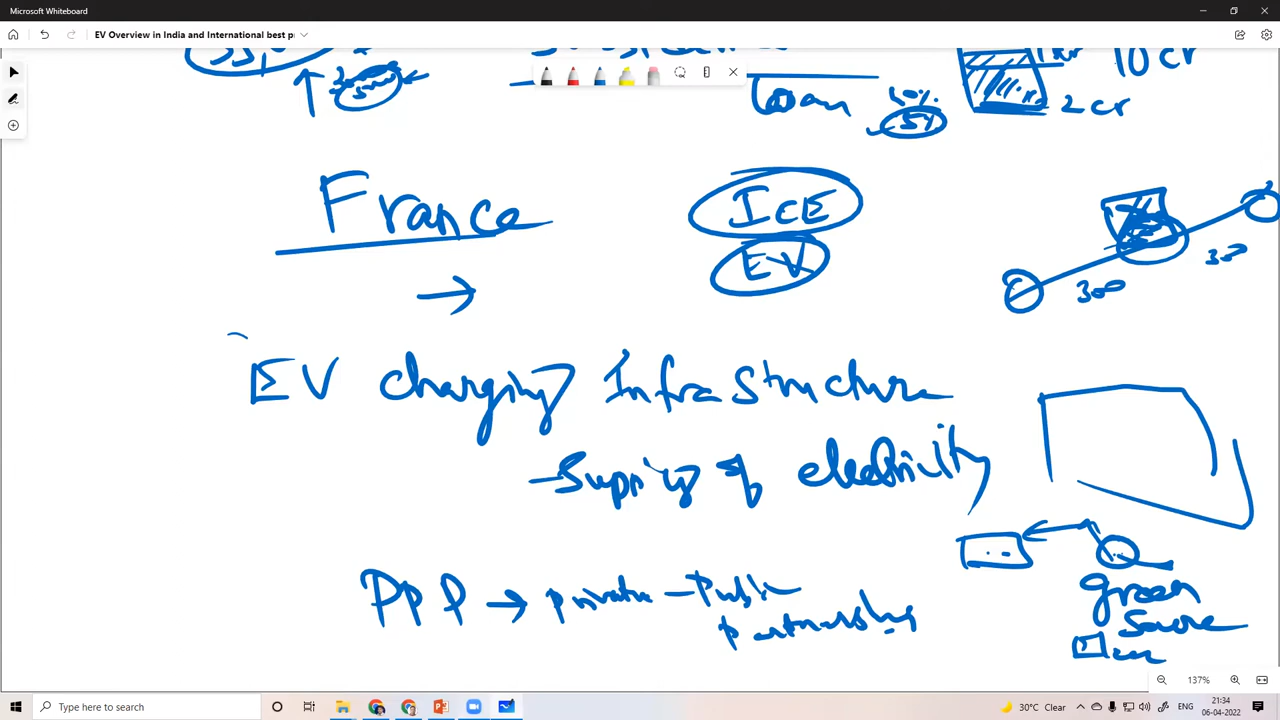 Microsoft Whiteboard
EV Overview in India and International best p
Loan
5%
10 cr
2 cr
France
ICE
EV
300
300
EV charging Infrastructure
- Supply of electricity
PPP → private - Public
partnership
green
Source
137%
Type here to search
30°C Clear
ENG
21:34
06-04-2022